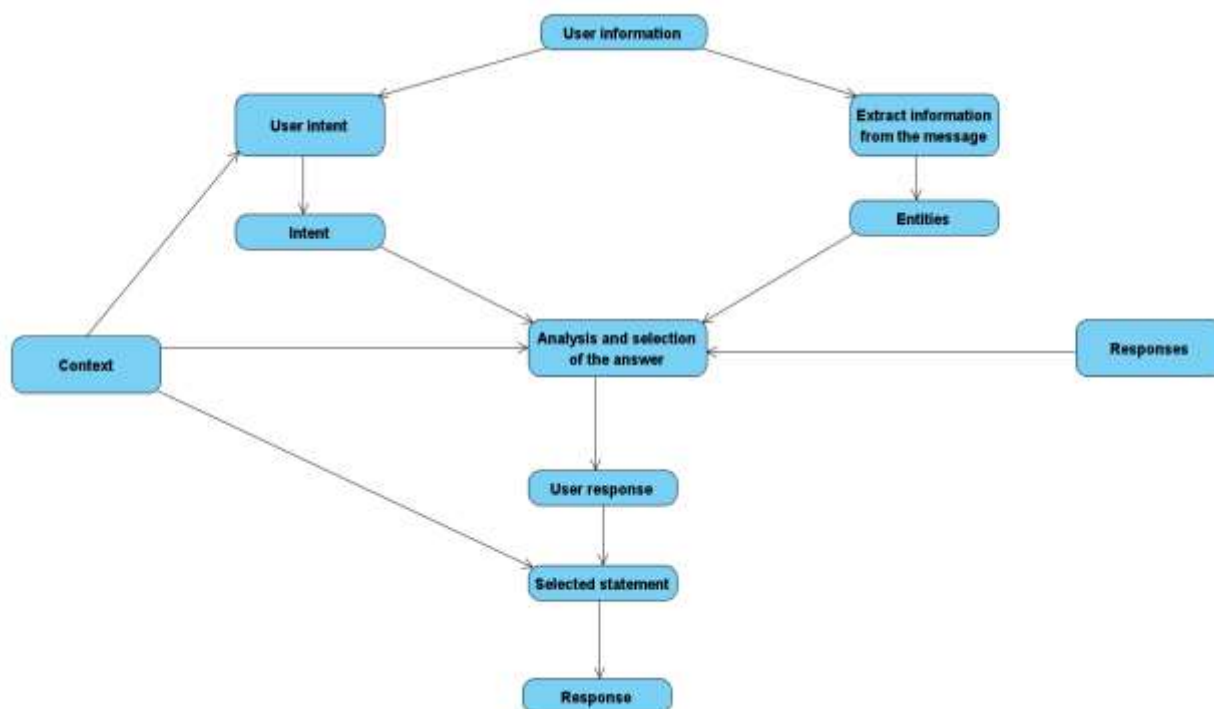 User information
User intent
Extract information
from the message
Intent
Entities
Analysis and selection
of the answer
Responses
Context
User response
Selected statement
Response